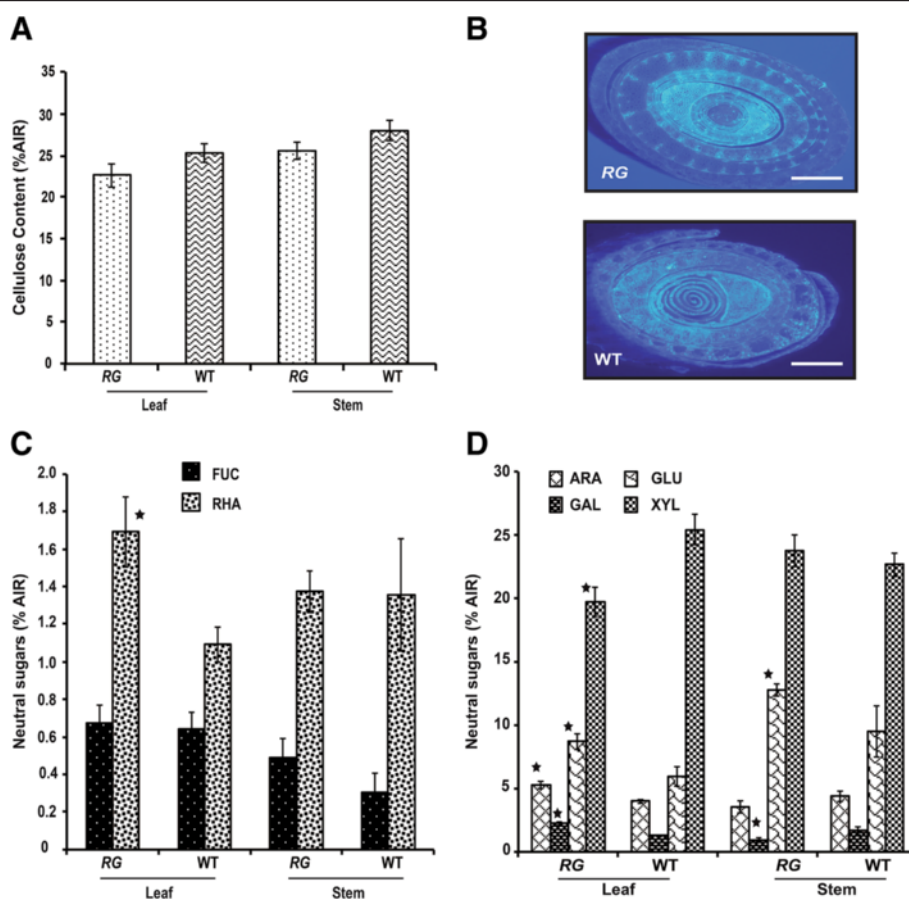 A
Cellulose Content (%AIR)
35
30
25
20
15
10
5
0
RG WT RG WT
Leaf Stem
B
RG
WT
C
FUC
RHA
Neutral sugars (% AIR)
2.0
1.8
1.6
1.4
1.2
1.0
0.8
0.6
0.4
0.2
0
RG WT RG WT
Leaf Stem
D
ARA GLU
GAL XYL
Neutral sugars (% AIR)
30
25
20
15
10
5
0
RG WT RG WT
Leaf Stem